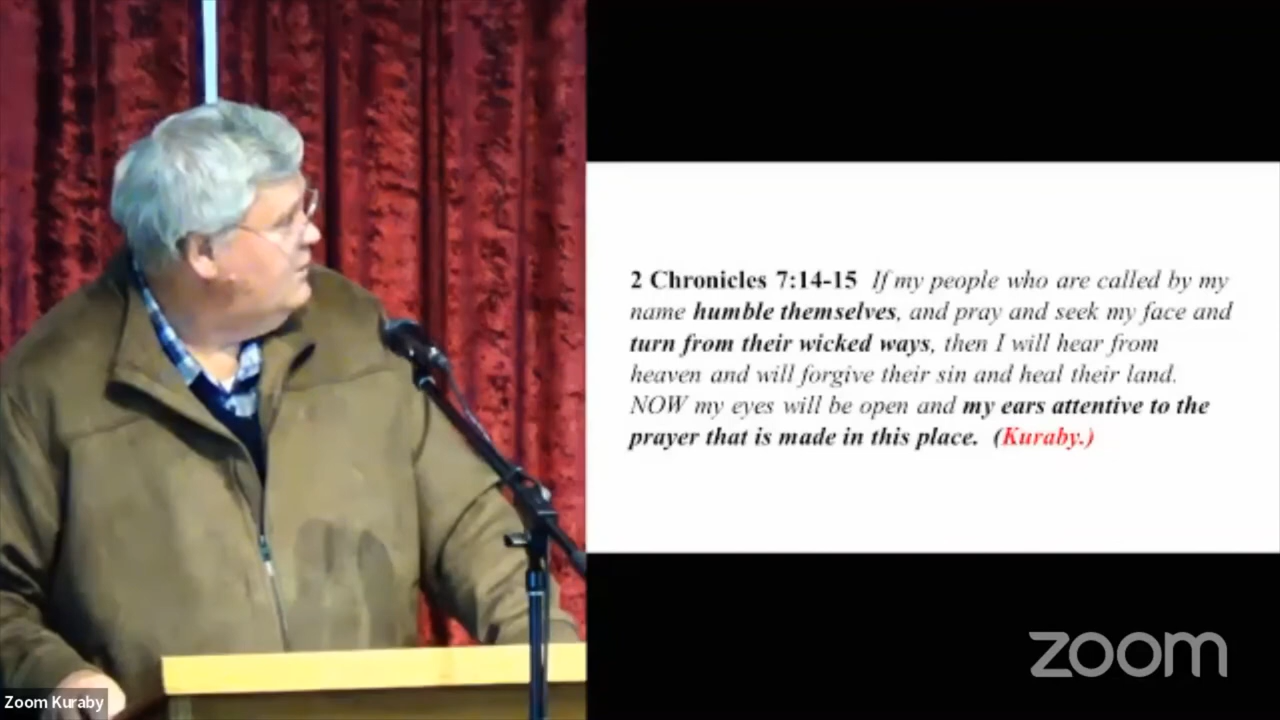 2 Chronicles 7:14-15 If my people who are called by my
name humble themselves, and pray and seek my face and
turn from their wicked ways, then I will hear from
heaven and will forgive their sin and heal their land.
NOW my eyes will be open and my ears attentive to the
prayer that is made in this place. (Kuraby.)
zoom
Zoom Kuraby